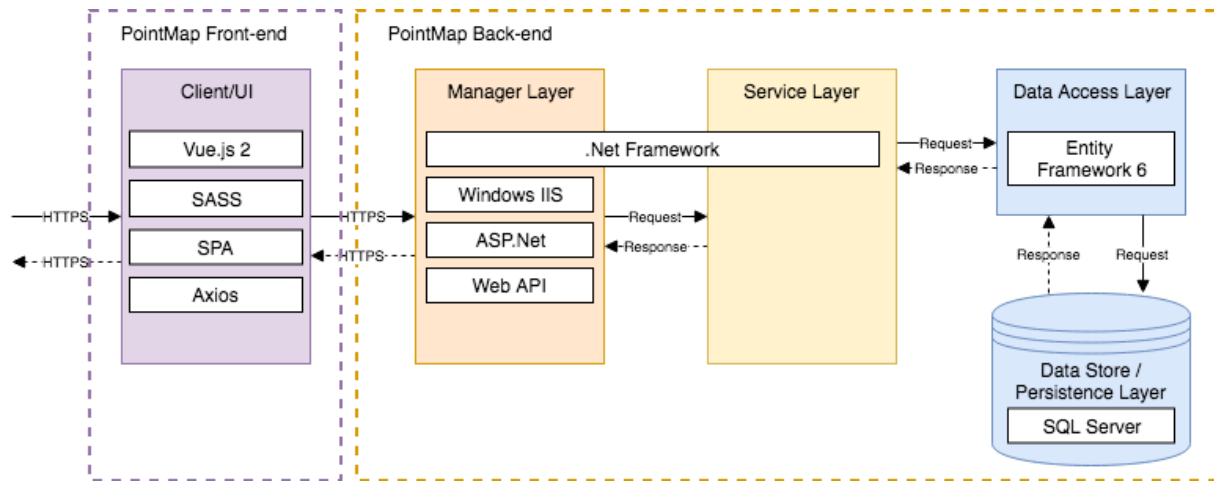 PointMap Front-end
PointMap Back-end
Client/UI
Vue.js 2
SASS
SPA
Axios
HTTPS
HTTPS
HTTPS
HTTPS
Manager Layer
.Net Framework
Windows IIS
ASP.Net
Web API
Request
Response
Service Layer
Request
Response
Data Access Layer
Entity
Framework 6
Response
Request
Data Store /
Persistence Layer
SQL Server